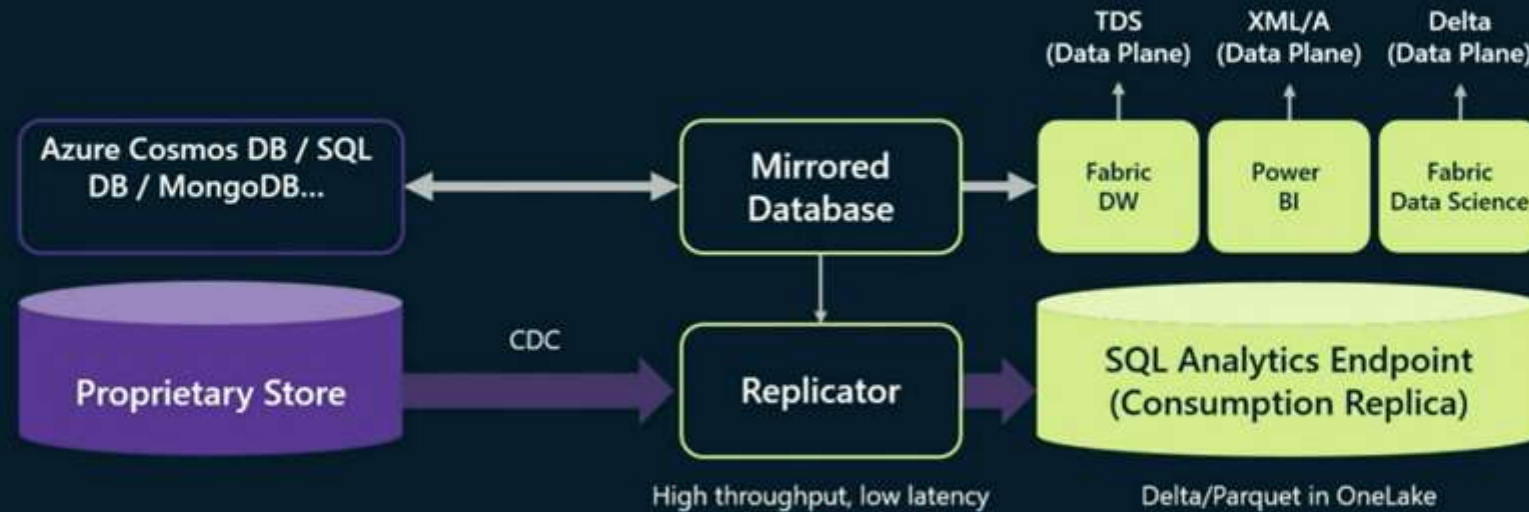 TDS
(Data Plane)
XML/A
(Data Plane)
Delta
(Data Plane)
Azure Cosmos DB / SQL
DB / MongoDB...
Mirrored
Database
Fabric
DW
Power
BI
Fabric
Data Science
Proprietary Store
CDC
Replicator
SQL Analytics Endpoint
(Consumption Replica)
High throughput, low latency
Delta/Parquet in OneLake